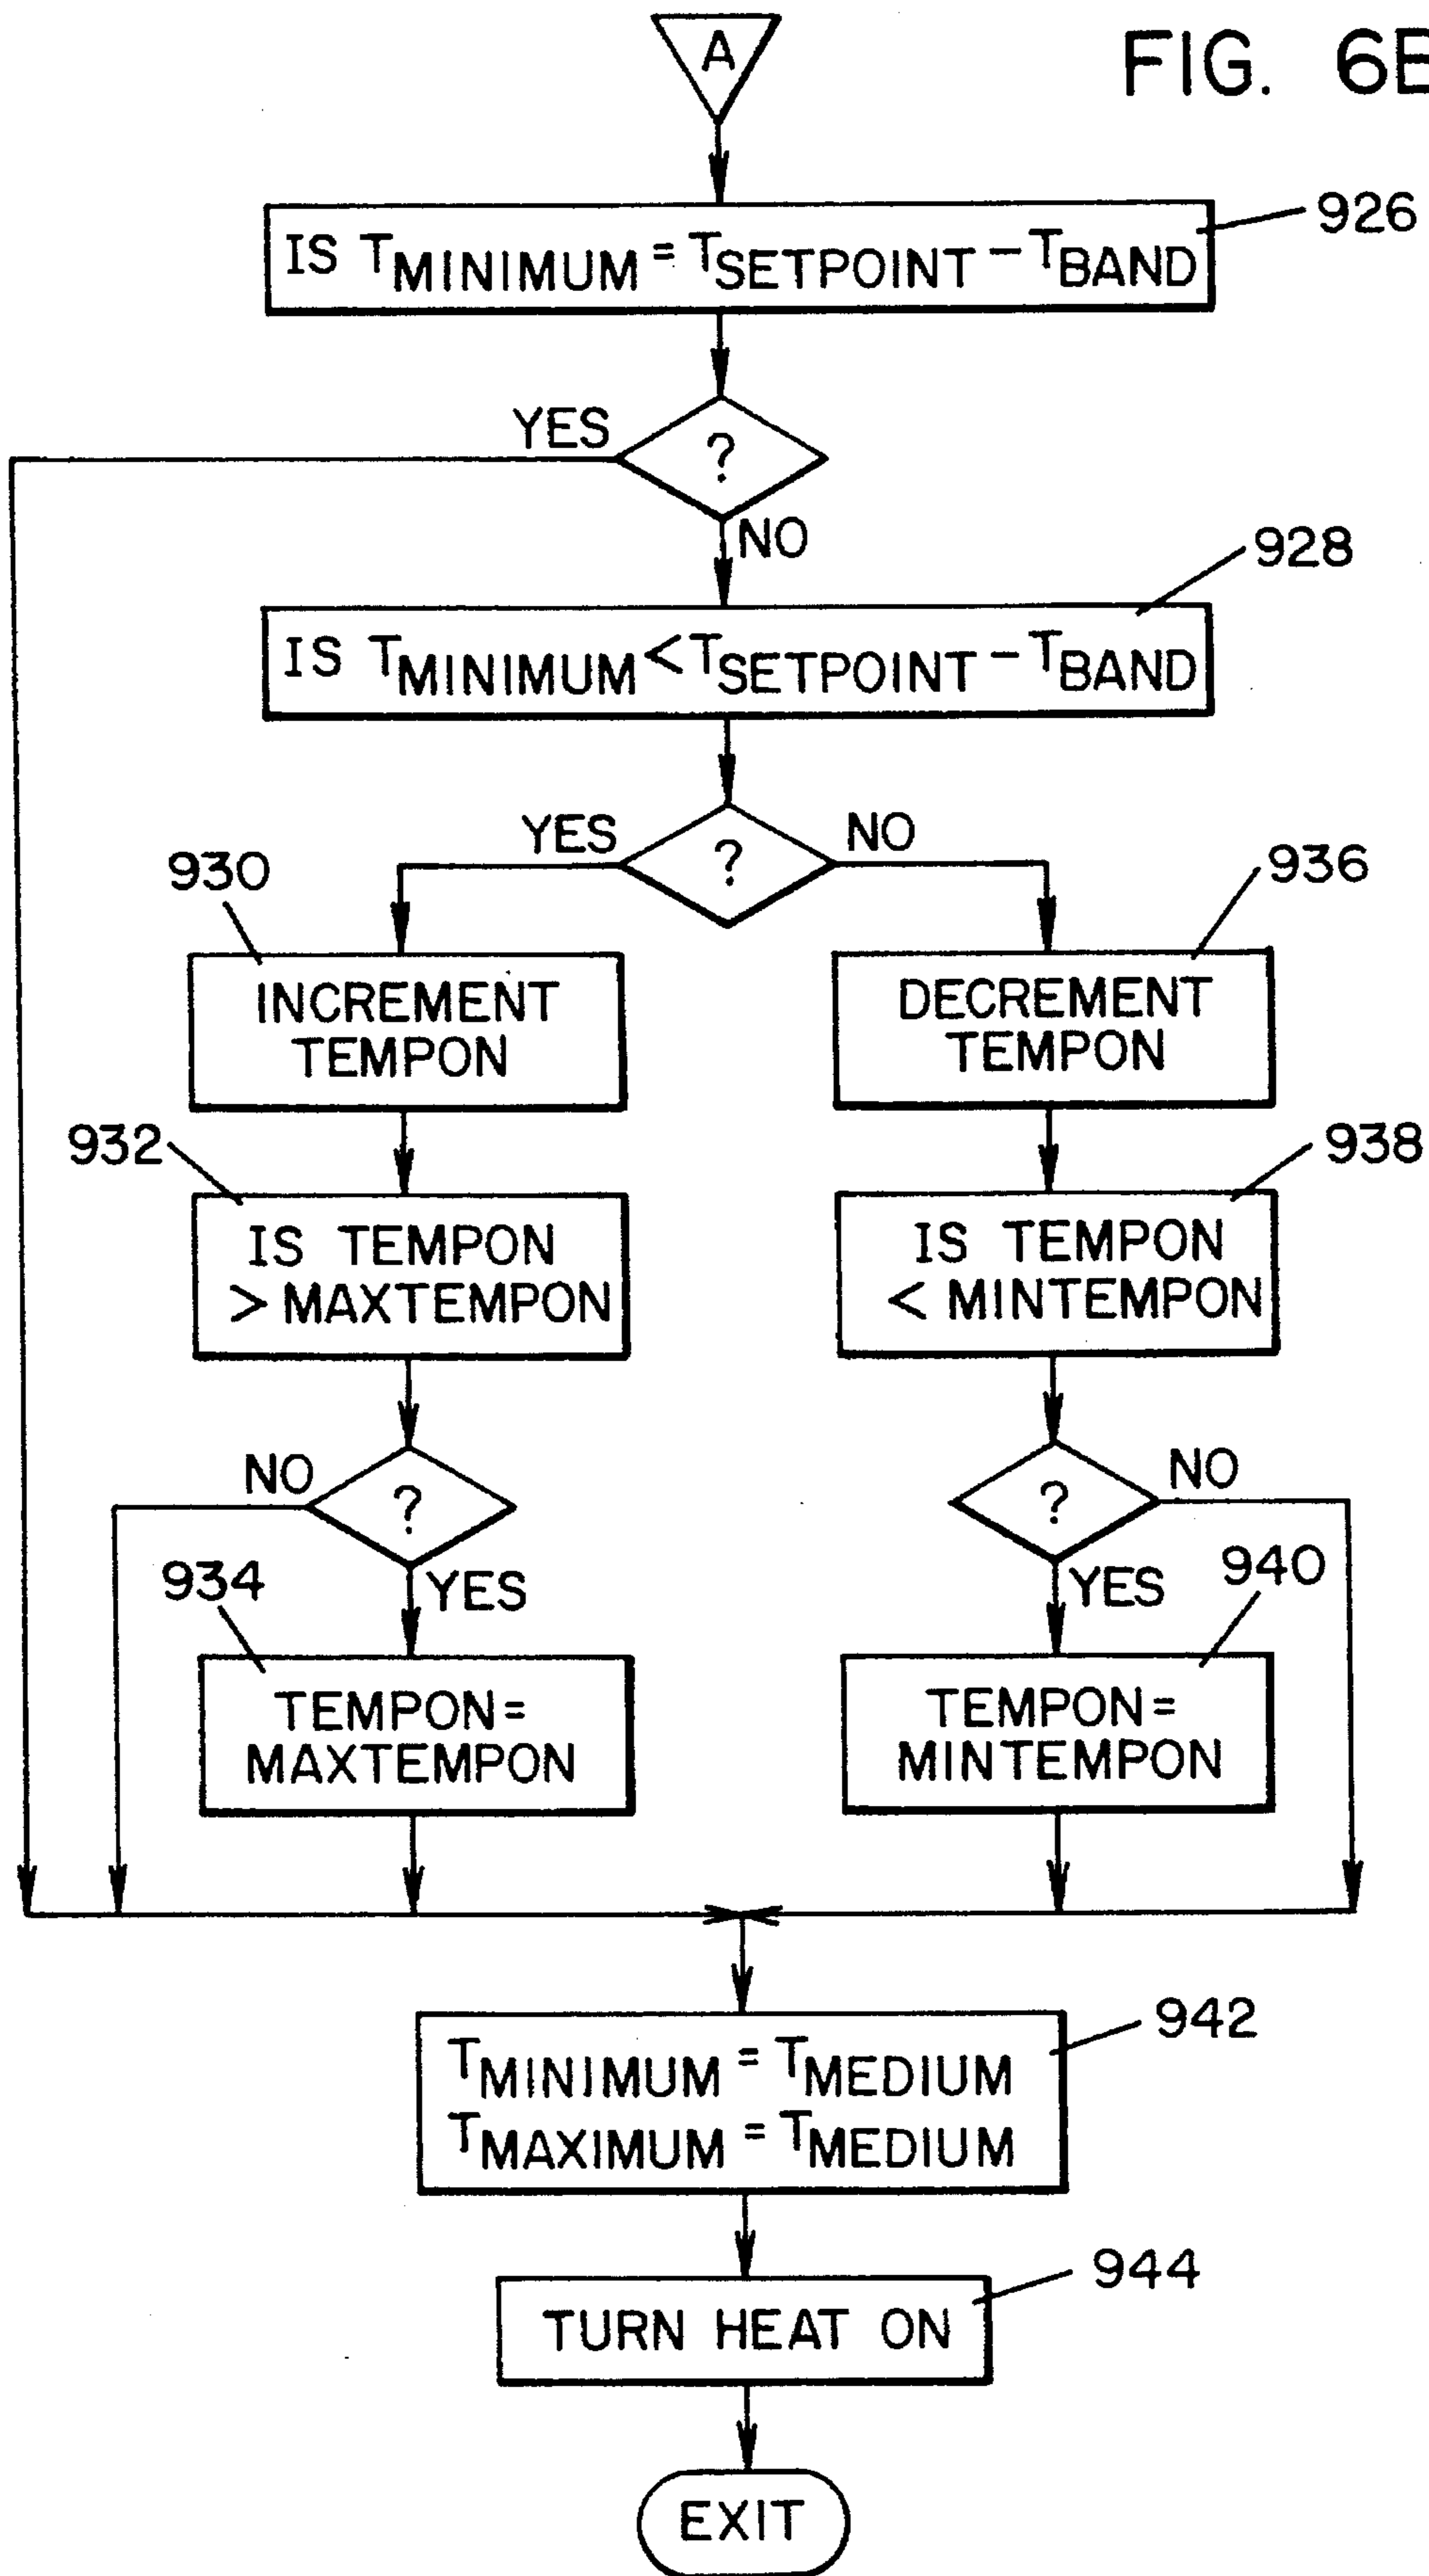 FIG. 6B
A
926
IS TMINIMUM = TSETPOINT - TBAND
YES
?
NO
928
IS TMINIMUM < TSETPOINT - TBAND
YES
?
NO
930
936
INCREMENT
TEMPON
DECREMENT
TEMPON
932
938
IS TEMPON
> MAXTEMPON
IS TEMPON
< MINTEMPON
NO
?
YES
?
NO
YES
934
940
TEMPON=
MAXTEMPON
TEMPON=
MINTEMPON
942
TMINIMUM = TMEDIUM
TMAXIMUM = TMEDIUM
944
TURN HEAT ON
EXIT